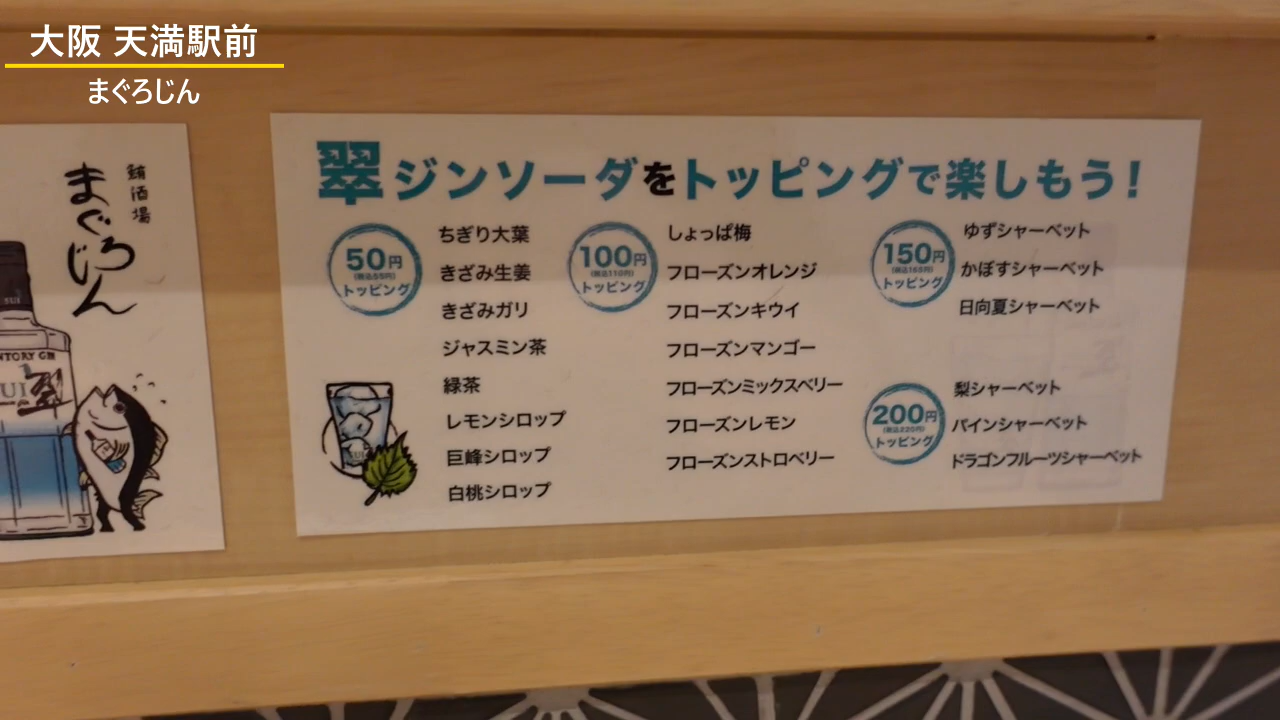 大阪 天満駅前
まぐろじん
鮪酒場
まぐろじん
SUI
翠
翠ジンソーダをトッピングで楽しもう!
50円
(税込55円)
トッピング
ちぎり大葉
きざみ生姜
きざみガリ
ジャスミン茶
緑茶
レモンシロップ
巨峰シロップ
白桃シロップ
100円
(税込110円)
トッピング
しょっぱ梅
フローズンオレンジ
フローズンキウイ
フローズンマンゴー
フローズンミックスベリー
フローズンレモン
フローズンストロベリー
150円
(税込165円)
トッピング
ゆずシャーベット
かぼすシャーベット
日向夏シャーベット
200円
(税込220円)
トッピング
梨シャーベット
パインシャーベット
ドラゴンフルーツシャーベット